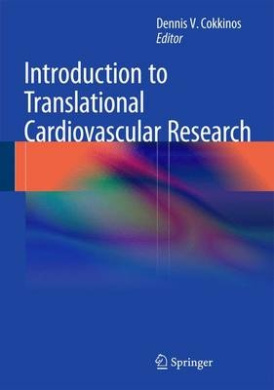 Dennis V. Cokkinos
Editor
Introduction to
Translational
Cardiovascular Research
Springer